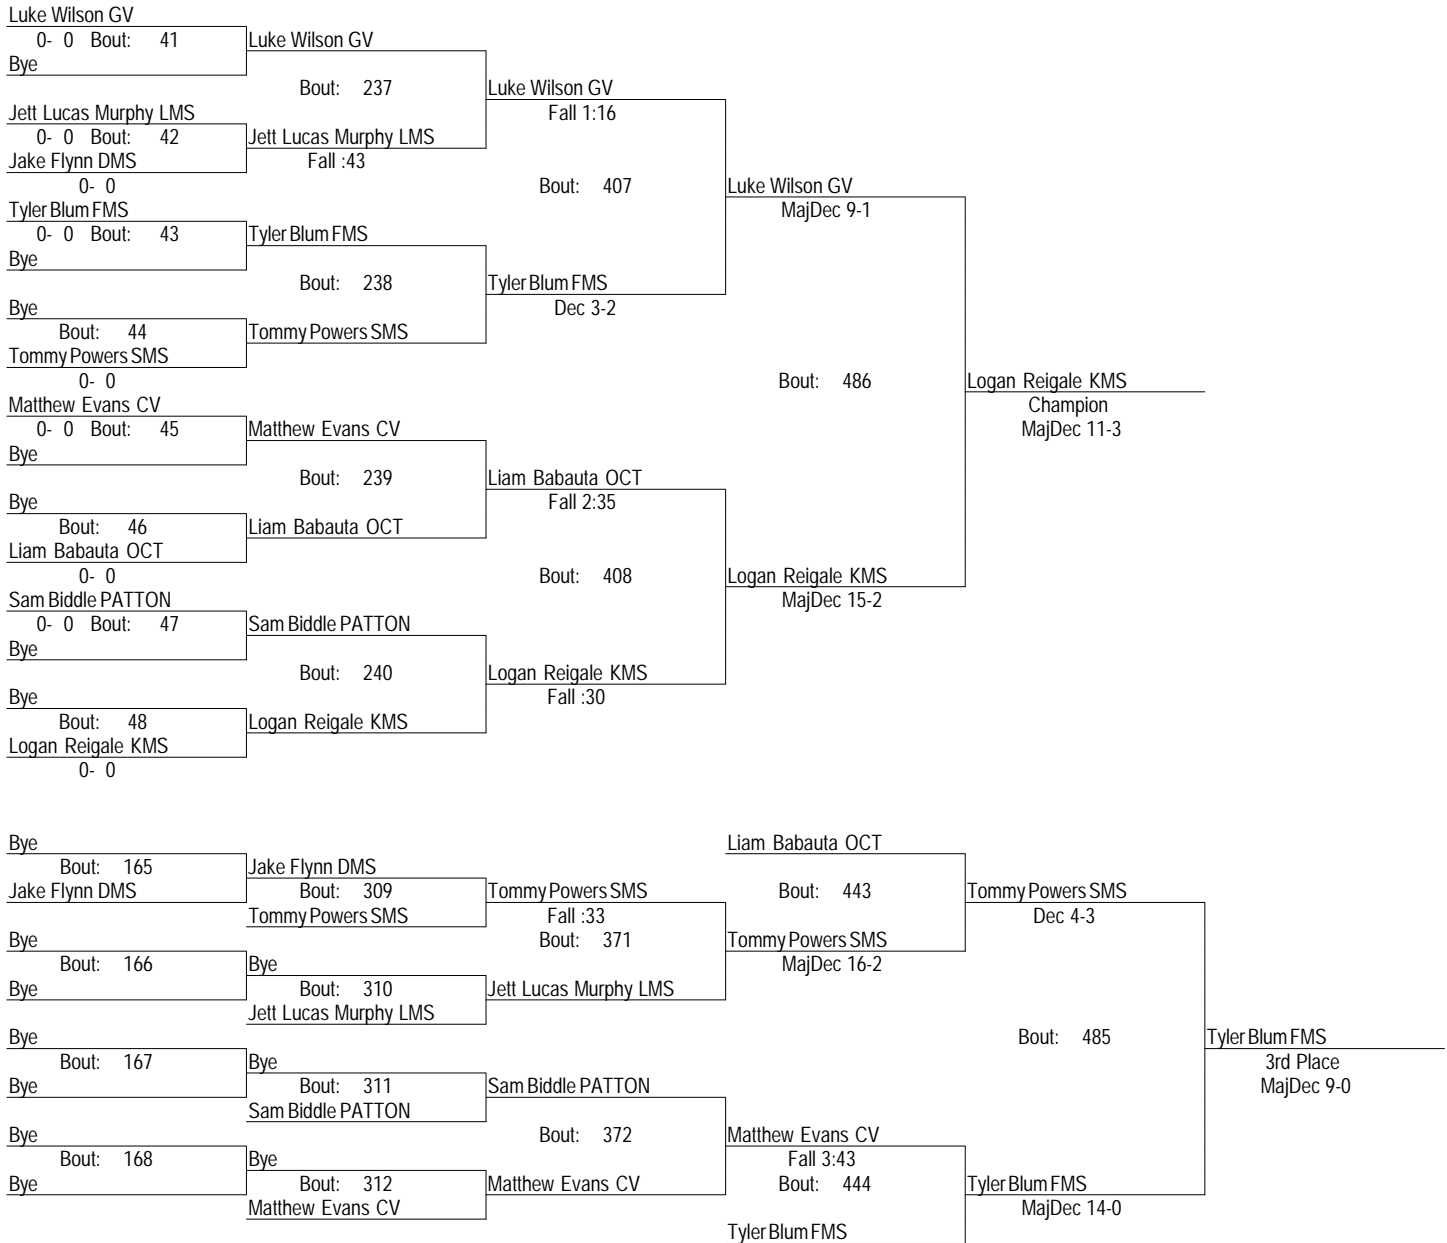 Luke Wilson GV
0- 0 Bout: 41 Luke Wilson GV
Bye
Bout: 237 Luke Wilson GV
Jett Lucas Murphy LMS Fall 1:16
0- 0 Bout: 42 Jett Lucas Murphy LMS
Jake Flynn DMS Fall :43
0- 0 Bout: 407 Luke Wilson GV
Tyler Blum FMS MajDec 9-1
0- 0 Bout: 43 Tyler Blum FMS
Bye
Bout: 238 Tyler Blum FMS
Bye Dec 3-2
Bout: 44 Tommy Powers SMS
Tommy Powers SMS
0- 0 Bout: 486 Logan Reigale KMS
Matthew Evans CV Champion
0- 0 Bout: 45 Matthew Evans CV MajDec 11-3
Bye
Bout: 239 Liam Babauta OCT
Bye Fall 2:35
Bout: 46 Liam Babauta OCT
Liam Babauta OCT
0- 0 Bout: 408 Logan Reigale KMS
Sam Biddle PATTON MajDec 15-2
0- 0 Bout: 47 Sam Biddle PATTON
Bye
Bout: 240 Logan Reigale KMS
Bye Fall :30
Bout: 48 Logan Reigale KMS
Logan Reigale KMS
0- 0
Bye Liam Babauta OCT
Bout: 165 Jake Flynn DMS
Jake Flynn DMS Bout: 309 Tommy Powers SMS Bout: 443 Tommy Powers SMS
Tommy Powers SMS Fall :33 Dec 4-3
Bye Bout: 371 Tommy Powers SMS
Bout: 166 Bye MajDec 16-2
Bye Bout: 310 Jett Lucas Murphy LMS
Jett Lucas Murphy LMS
Bye Bout: 485 Tyler Blum FMS
Bout: 167 Bye 3rd Place
Bye Bout: 311 Sam Biddle PATTON MajDec 9-0
Sam Biddle PATTON
Bye Bout: 372 Matthew Evans CV
Bout: 168 Bye Fall 3:43
Bye Bout: 312 Matthew Evans CV Bout: 444 Tyler Blum FMS
Matthew Evans CV MajDec 14-0
Tyler Blum FMS